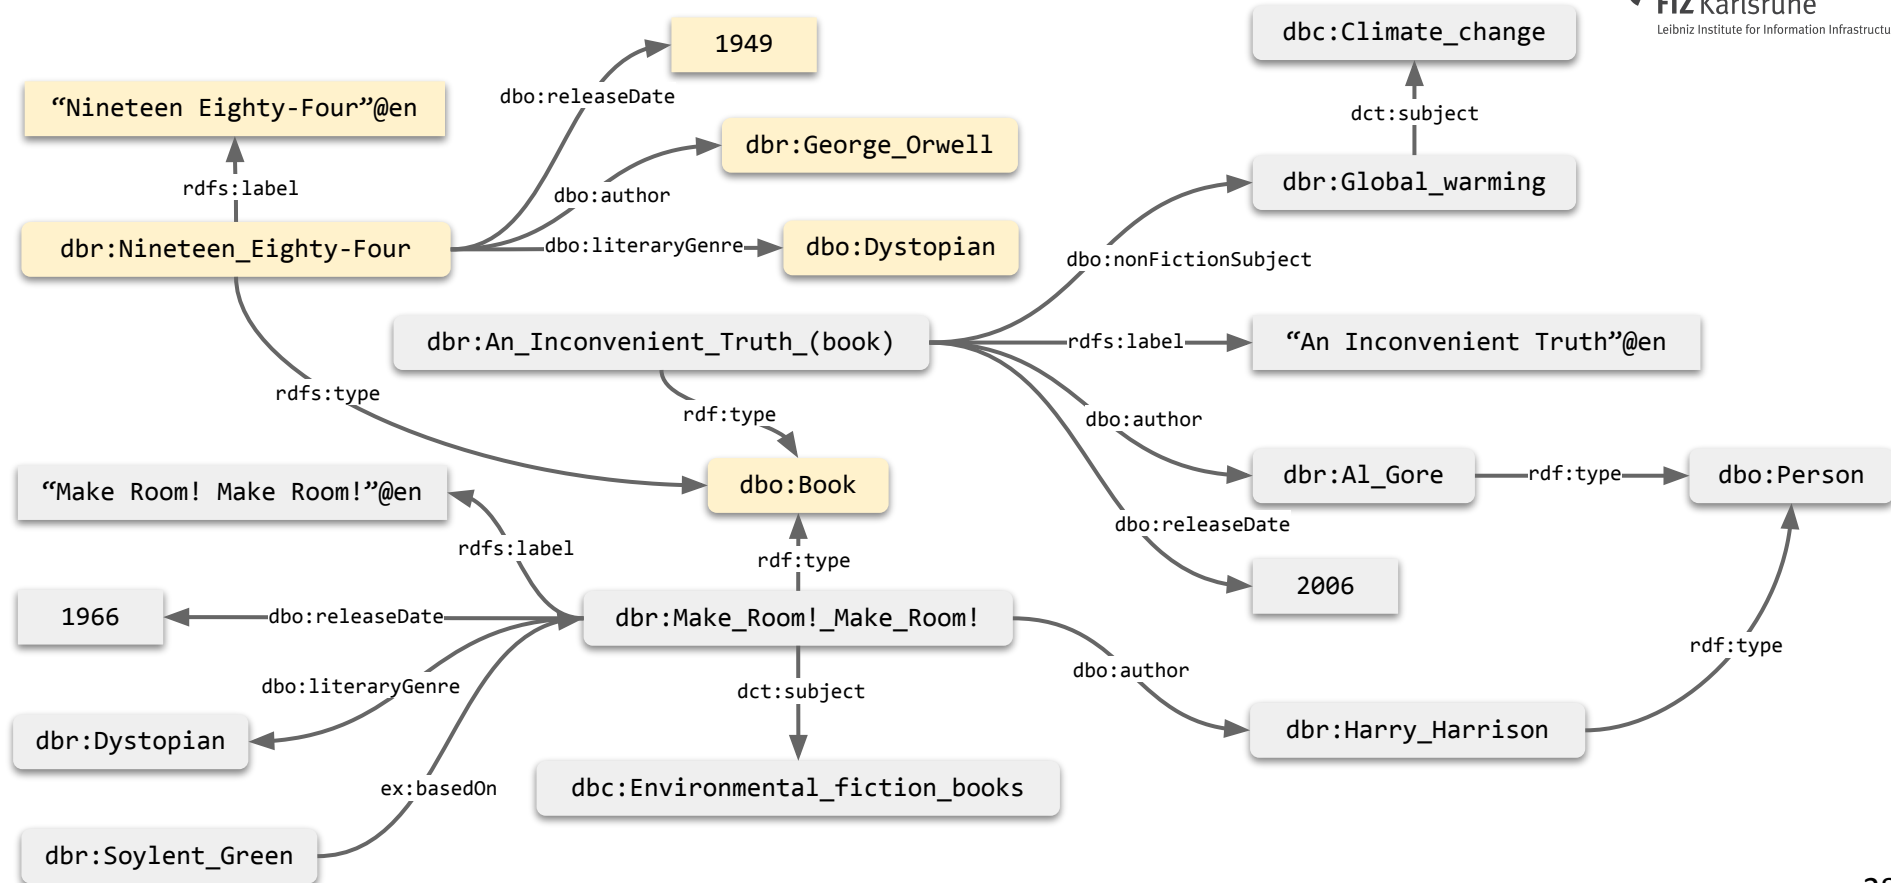 FIZ Karlsruhe
Leibniz Institute for Information
dbc:Climate_change
1949
dbo:releaseDate
“Nineteen Eighty-Four”@en
dct:subject
dbr:George_Orwell
rdfs:label
dbo:author
dbr:Global_warming
dbr:Nineteen_Eighty-Four
dbo:literaryGenre
dbo:Dystopian
dbo:nonFictionSubject
dbr:An_Inconvenient_Truth_(book)
rdfs:label
“An Inconvenient Truth”@en
rdfs:type
rdf:type
dbo:author
dbr:Al_Gore
rdf:type
dbo:Person
“Make Room! Make Room!”@en
dbo:Book
dbo:releaseDate
rdfs:label
rdf:type
2006
1966
dbo:releaseDate
dbr:Make_Room!_Make_Room!
rdf:type
dbo:author
dbo:literaryGenre
dct:subject
dbr:Dystopian
dbr:Harry_Harrison
ex:basedOn
dbc:Environmental_fiction_books
dbr:Soylent_Green